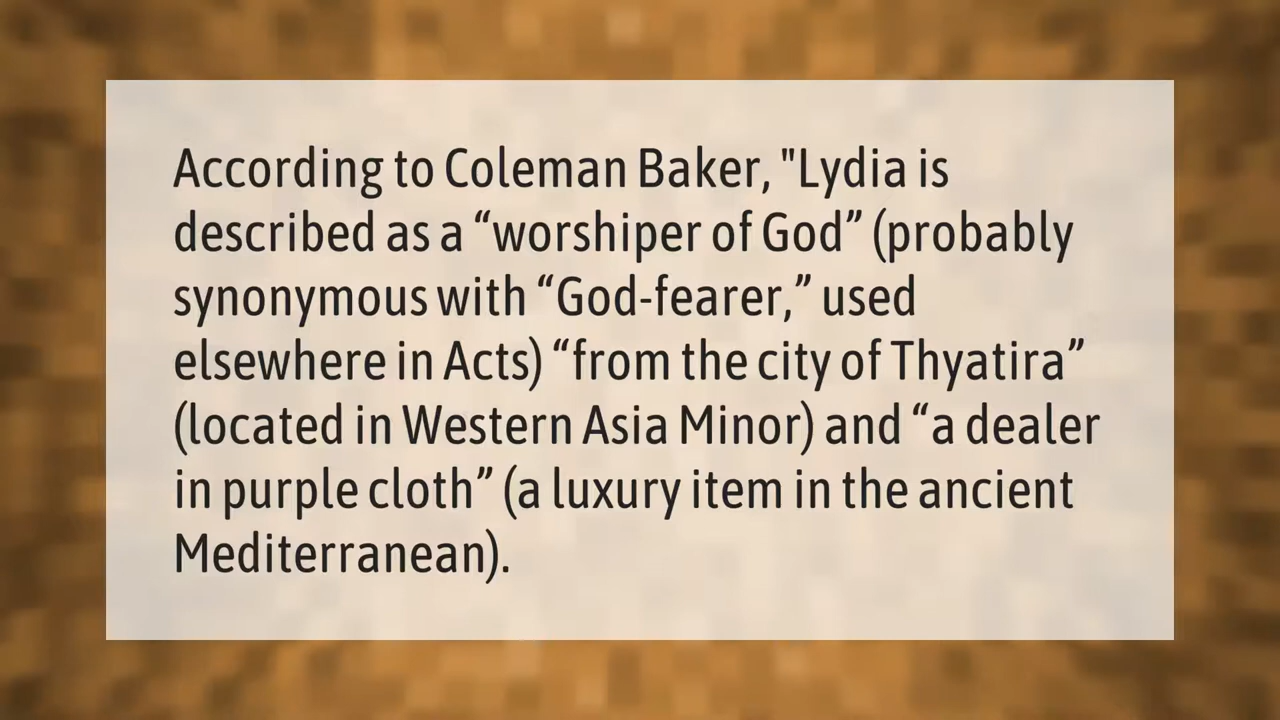 According to Coleman Baker, "Lydia is
described as a “worshiper of God” (probably
synonymous with “God-fearer,” used
elsewhere in Acts) “from the city of Thyatira”
(located in Western Asia Minor) and “a dealer
in purple cloth” (a luxury item in the ancient
Mediterranean).